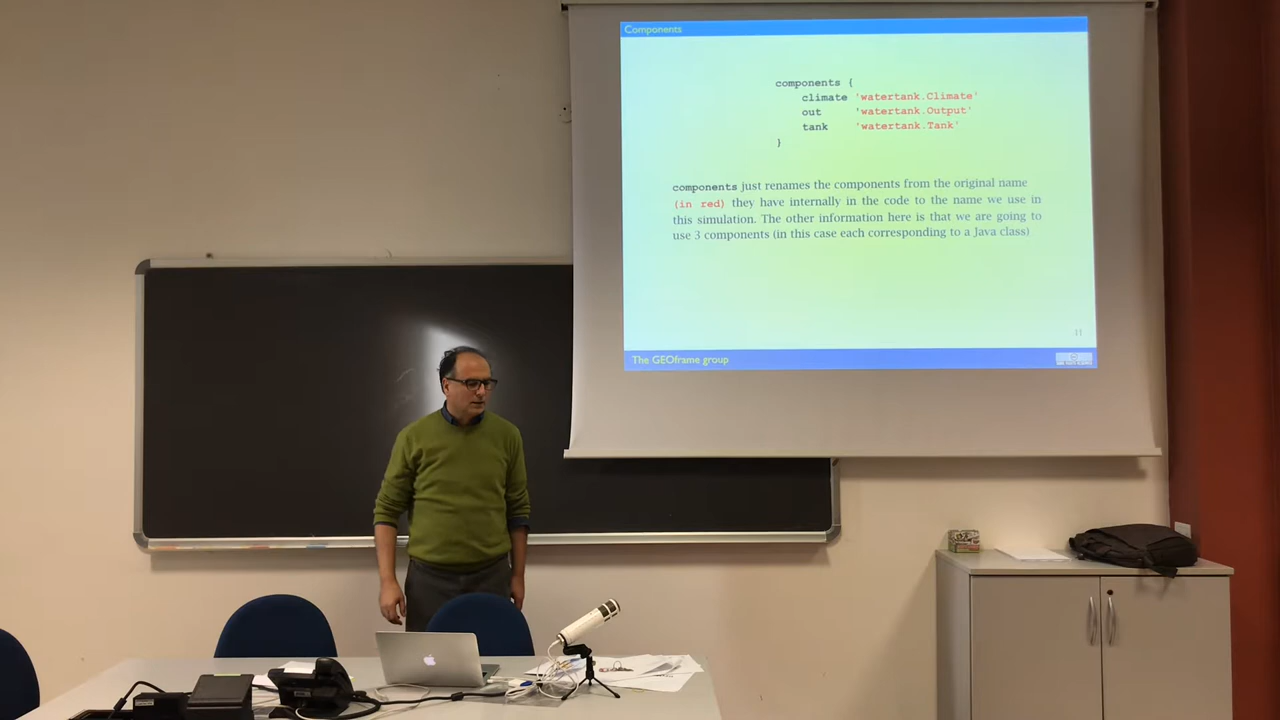 Components
components {
climate 'watertank.Climate'
out 'watertank.Output'
tank 'watertank.Tank'
}
components just renames the components from the original name
(in red) they have internally in the code to the name we use in
this simulation. The other information here is that we are going to
use 3 components (in this case each corresponding to a Java class)
11
The GEOframe group